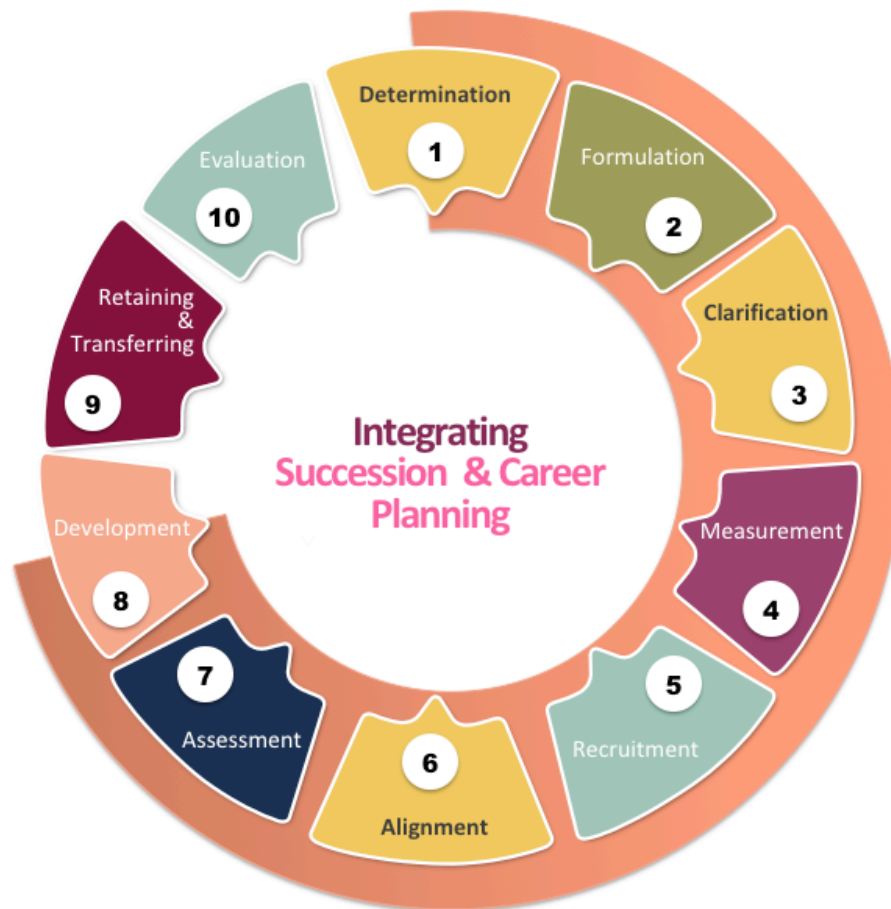 Determination
1
Formulation
2
Clarification
3
Measurement
4
5
Recruitment
6
Alignment
7
Assessment
Development
8
Retaining
&
Transferring
9
Evaluation
10
Integrating
Succession & Career
Planning